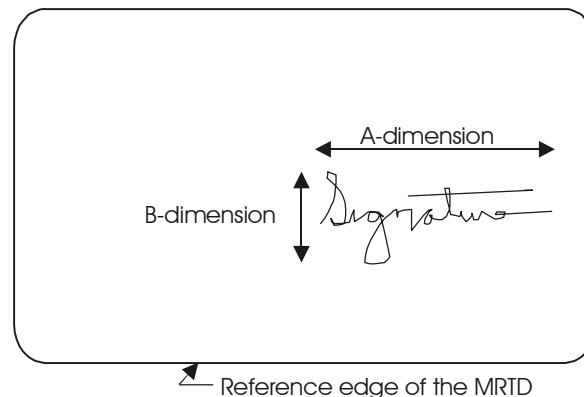 A-dimension
B-dimension
Signature
Reference edge of the MRTD